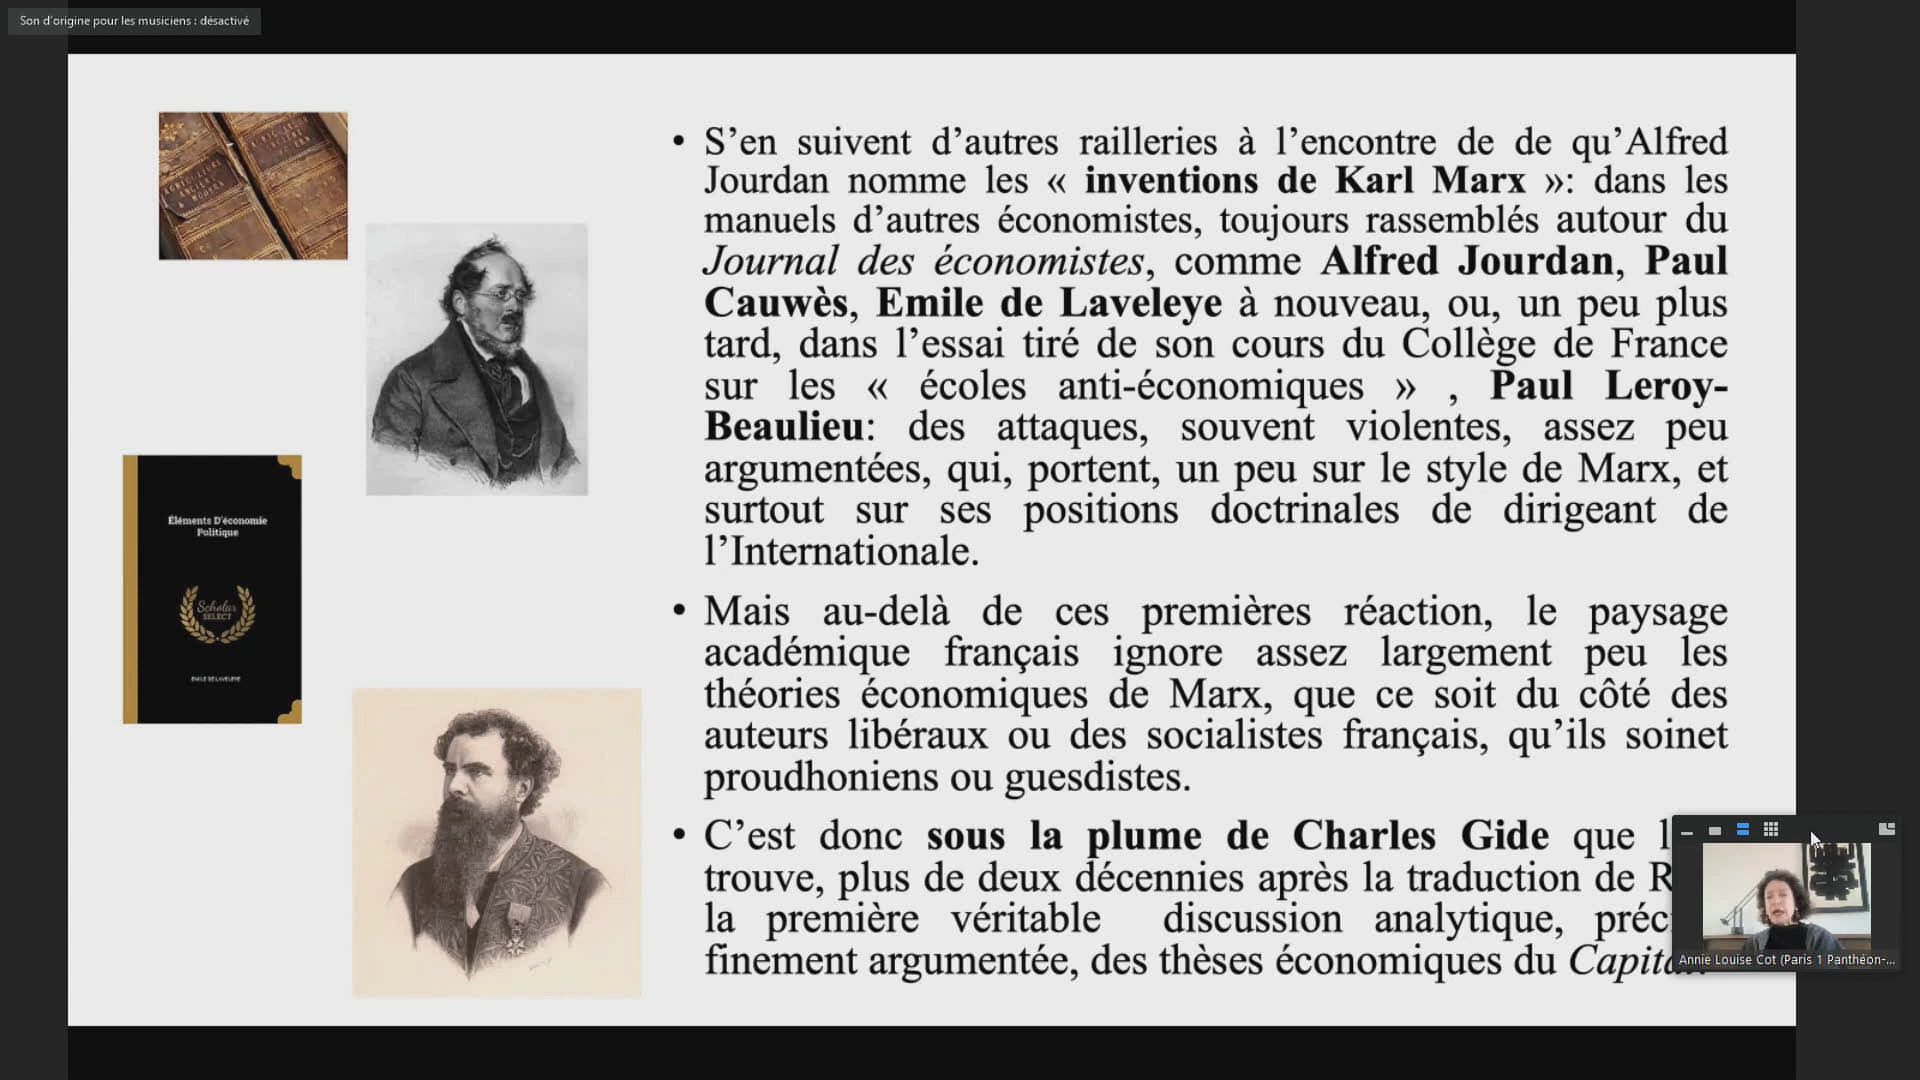 Son d'origine pour les musiciens : désactivé
• S'en suivent d'autres railleries à l'encontre de de qu'Alfred
Jourdan nomme les « inventions de Karl Marx »: dans les
manuels d'autres économistes, toujours rassemblés autour du
Journal des économistes, comme Alfred Jourdan, Paul
Cauwès, Emile de Laveleye à nouveau, ou, un peu plus
tard, dans l'essai tiré de son cours du Collège de France
sur les « écoles anti-économiques » , Paul Leroy-
Beaulieu: des attaques, souvent violentes, assez peu
argumentées, qui, portent, un peu sur le style de Marx, et
surtout sur ses positions doctrinales de dirigeant de
l'Internationale.
• Mais au-delà de ces premières réaction, le paysage
académique français ignore assez largement peu les
théories économiques de Marx, que ce soit du côté des
auteurs libéraux ou des socialistes français, qu'ils soinet
proudhoniens ou guesdistes.
• C'est donc sous la plume de Charles Gide que
trouve, plus de deux décennies après la traduction de
la première véritable discussion analytique,
finement argumentée, des thèses économiques du
Éléments D'économie
Politique
Scholar
SELECT
EMILE DE LAVELEYE
Annie Louise Cot (Paris 1 Panthéon-...